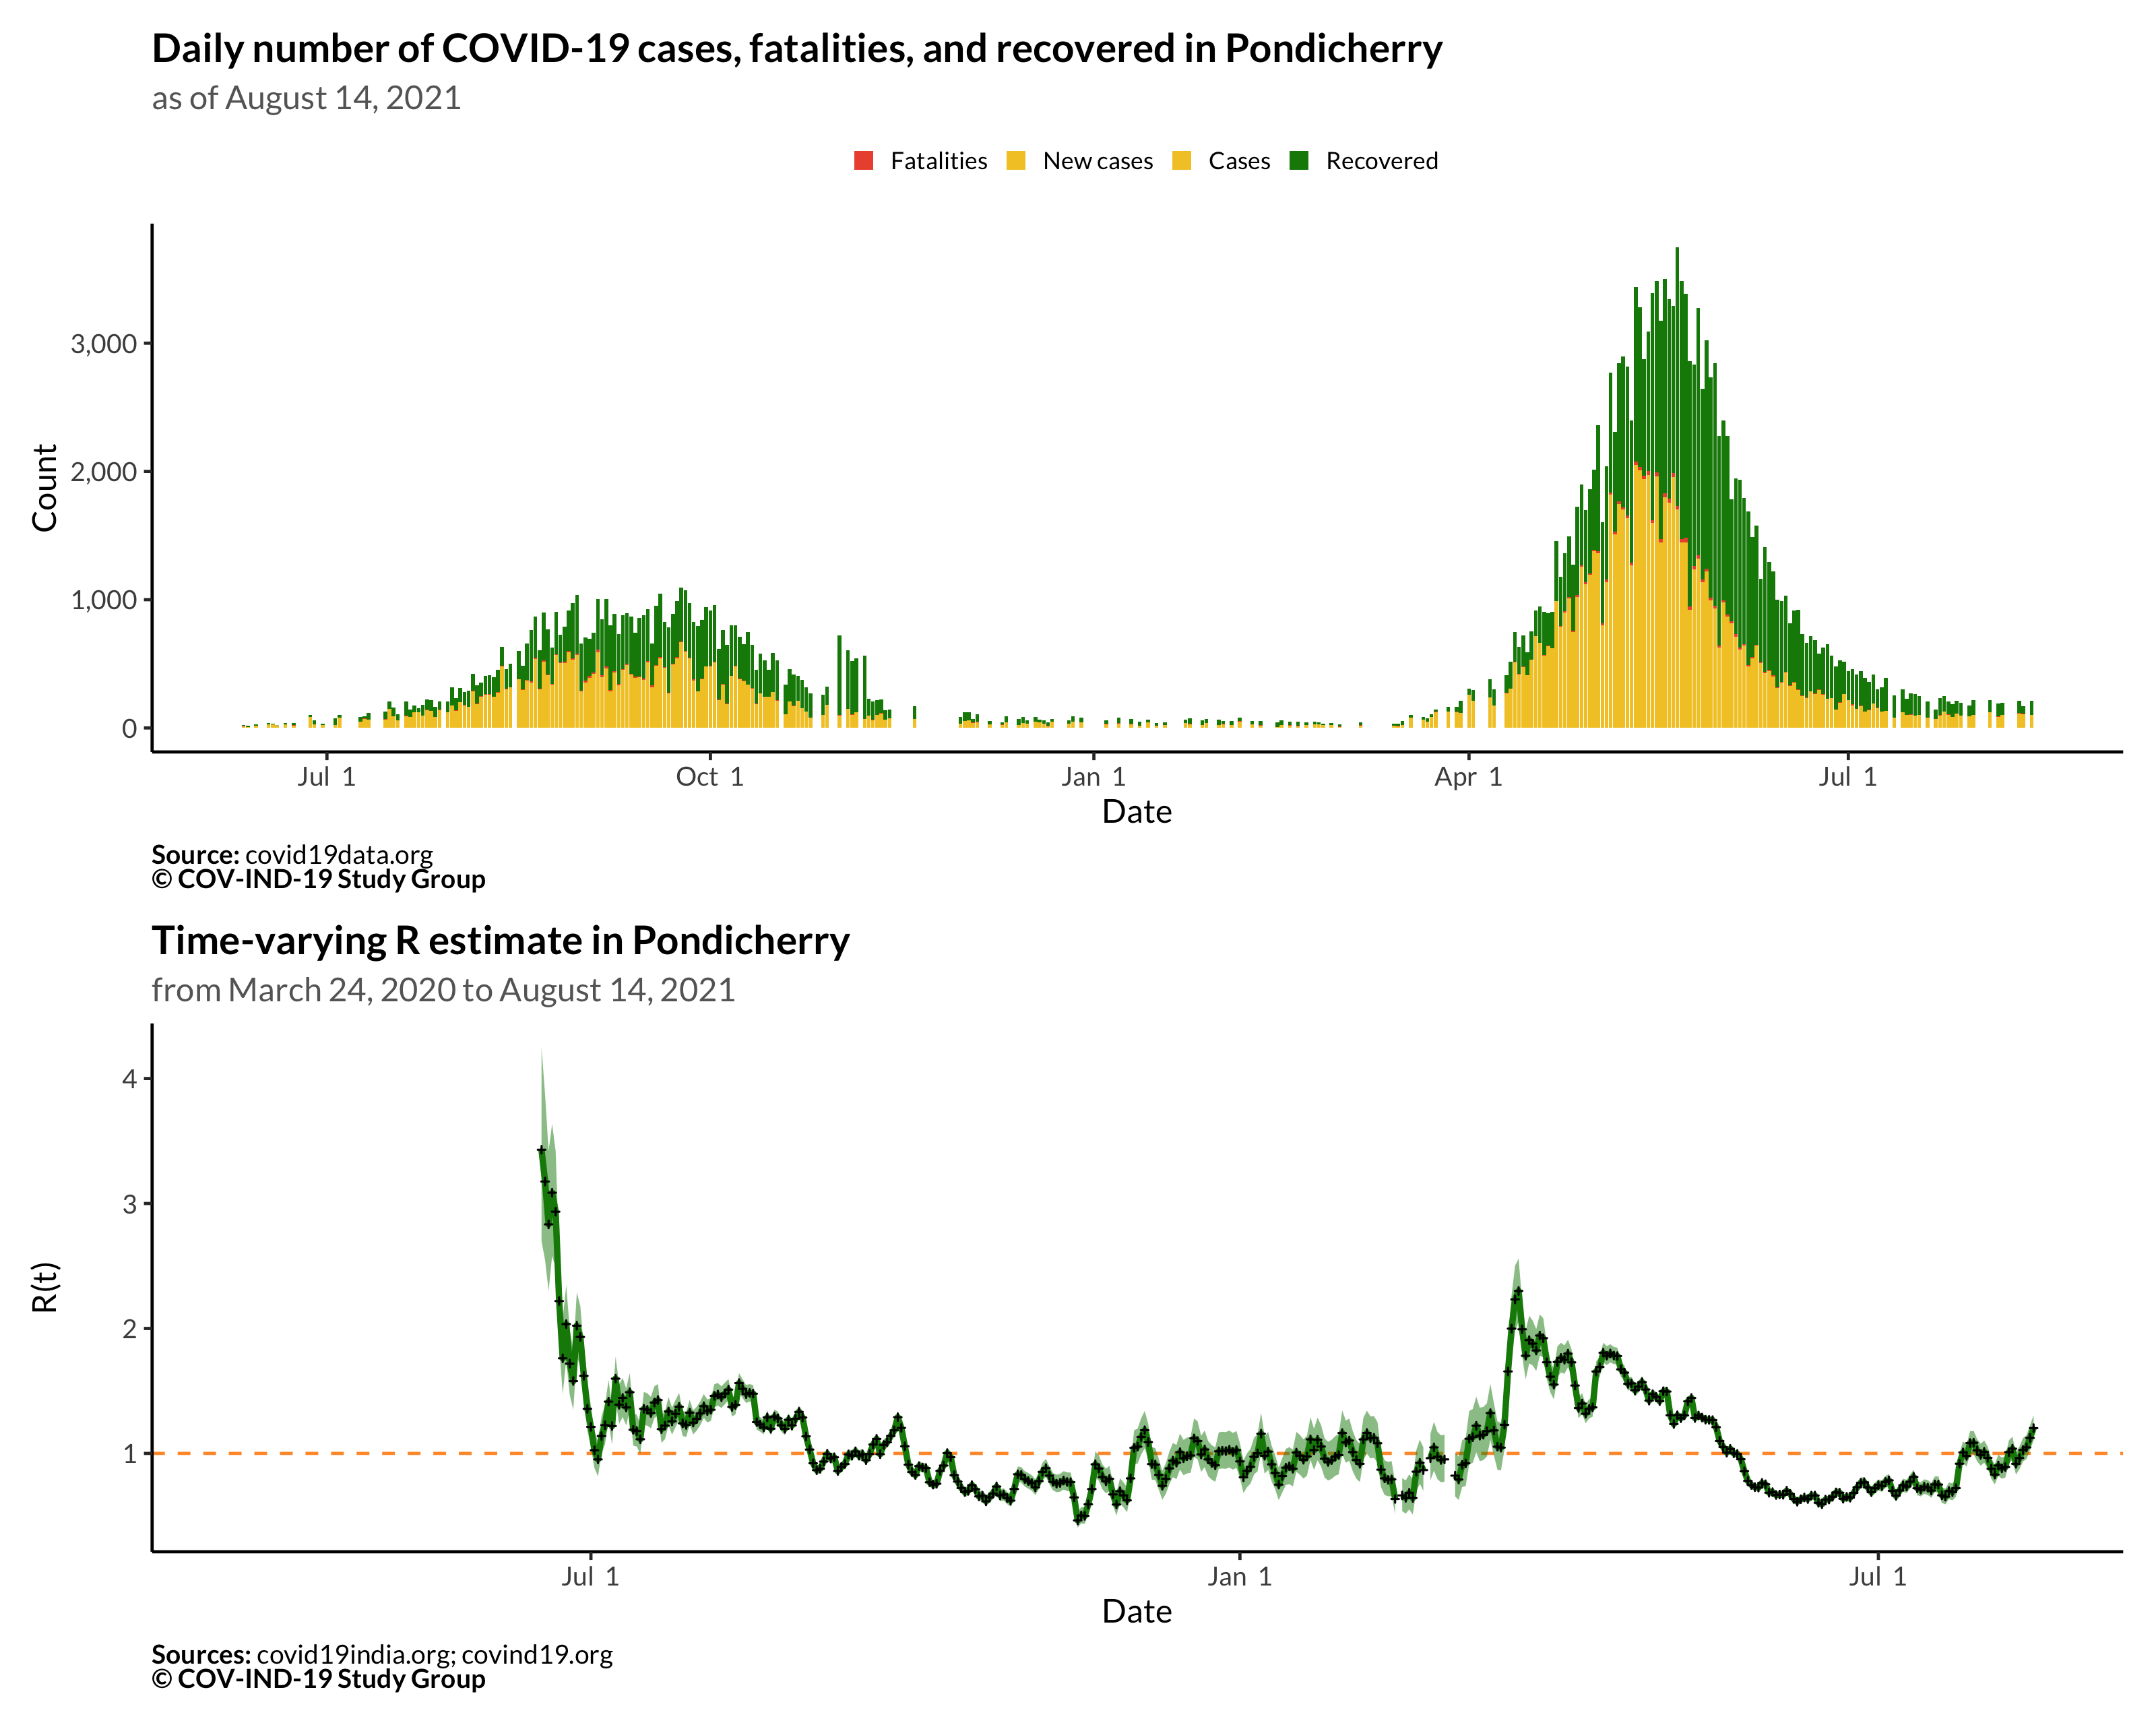 Daily number of COVID-19 cases, fatalities, and recovered in Pondicherry
as of August 14, 2021
Fatalities New cases Cases Recovered
Count
3,000
2,000
1,000
0
Jul 1 Oct 1 Jan 1 Apr 1 Jul 1
Date
Source: covid19data.org
© COV-IND-19 Study Group
Time-varying R estimate in Pondicherry
from March 24, 2020 to August 14, 2021
R(t)
4
3
2
1
Jul 1 Jan 1 Jul 1
Date
Sources: covid19india.org; covind19.org
© COV-IND-19 Study Group